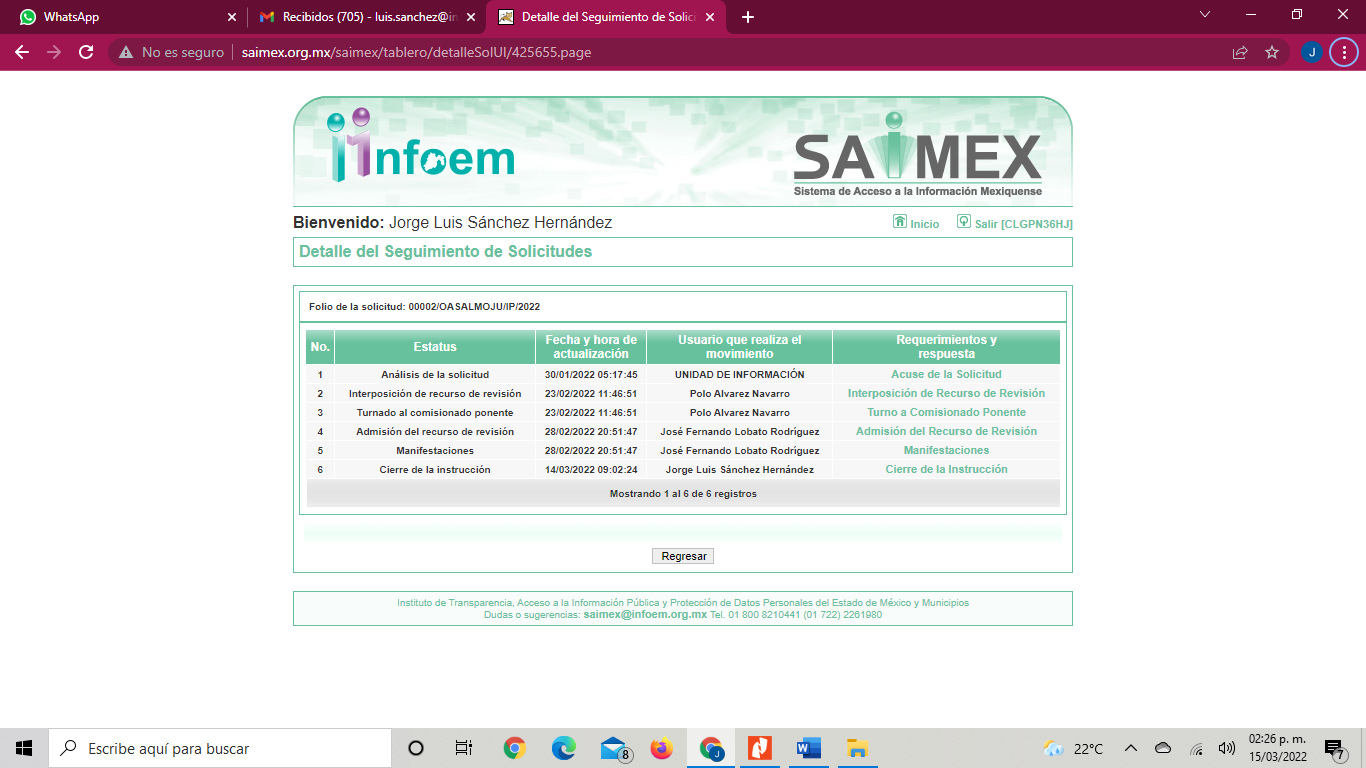 WhatsApp
Recibidos (705) - luis.sanchez@in
Detalle del Seguimiento de Solici
No es seguro
saimex.org.mx/saimex/tablero/detalleSolUI/425655.page
J
infoem
SAIMEX
Sistema de Acceso a la Información Mexiquense
Bienvenido: Jorge Luis Sánchez Hernández
Inicio
Salir [CLGPN36HJ]
Detalle del Seguimiento de Solicitudes
Folio de la solicitud: 00002/OASALMOJU/IP/2022
No. Estatus Fecha y hora de actualización Usuario que realiza el movimiento Requerimientos y respuesta
1 Análisis de la solicitud 30/01/2022 05:17:45 UNIDAD DE INFORMACIÓN Acuse de la Solicitud
2 Interposición de recurso de revisión 23/02/2022 11:46:51 Polo Alvarez Navarro Interposición de Recurso de Revisión
3 Turnado al comisionado ponente 23/02/2022 11:46:51 Polo Alvarez Navarro Turno a Comisionado Ponente
4 Admisión del recurso de revisión 28/02/2022 20:51:47 José Fernando Lobato Rodríguez Admisión del Recurso de Revisión
5 Manifestaciones 28/02/2022 20:51:47 José Fernando Lobato Rodríguez Manifestaciones
6 Cierre de la instrucción 14/03/2022 09:02:24 Jorge Luis Sánchez Hernández Cierre de la Instrucción
Mostrando 1 al 6 de 6 registros
Regresar
Instituto de Transparencia, Acceso a la Información Pública y Protección de Datos Personales del Estado de México y Municipios
Dudas o sugerencias: saimex@infoem.org.mx Tel. 01 800 8210441 (01 722) 2261980
Escribe aquí para buscar
8
J
W
22°C
02:26 p. m.
15/03/2022
7